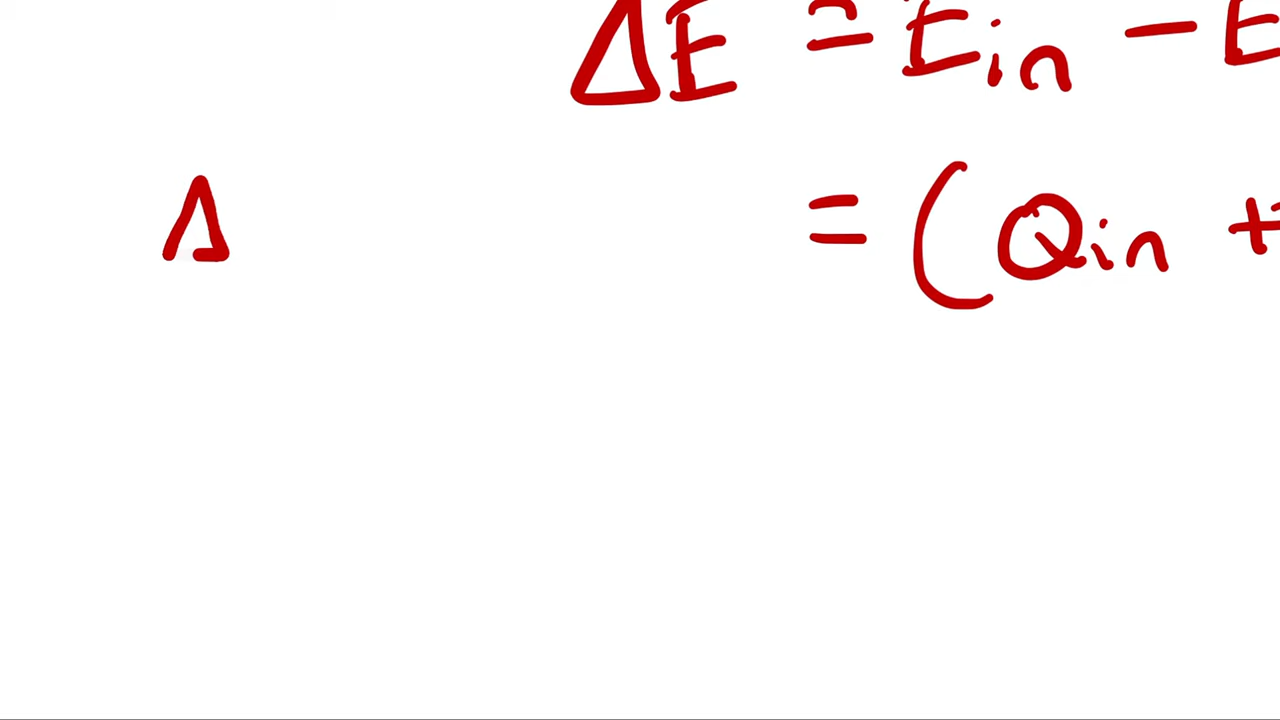 ΔE = Ein - E
Δ = (Qin +